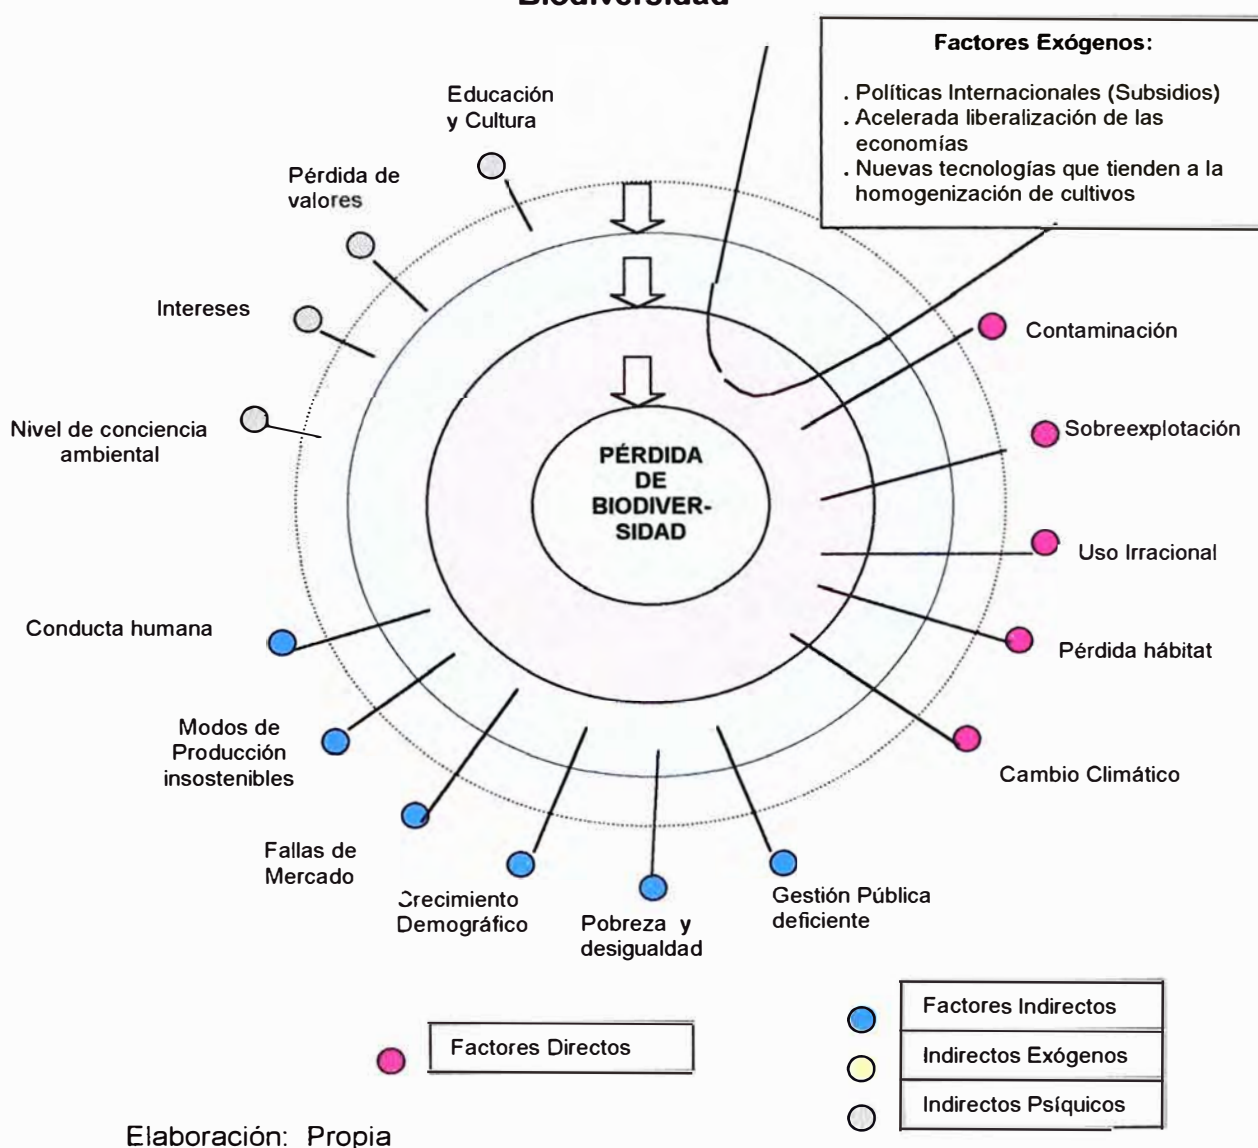 Biodiversidad
Factores Exógenos:
. Políticas Internacionales (Subsidios)
. Acelerada liberalización de las
economías
. Nuevas tecnologías que tienden a la
homogenización de cultivos
Educación
y Cultura
Pérdida de
valores
Intereses
Nivel de conciencia
ambiental
Contaminación
Sobreexplotación
Uso Irracional
Pérdida hábitat
Cambio Climático
PÉRDIDA
DE
BIODIVER-
SIDAD
Conducta humana
Modos de
Producción
insostenibles
Fallas de
Mercado
Crecimiento
Demográfico
Pobreza y
desigualdad
Gestión Pública
deficiente
Factores Directos
Factores Indirectos
Indirectos Exógenos
Indirectos Psíquicos
Elaboración: Propia